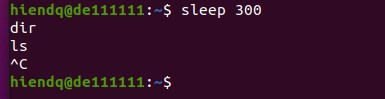 hiendq@de111111:~$ sleep 300
dir
ls
^C
hiendq@de111111:~$